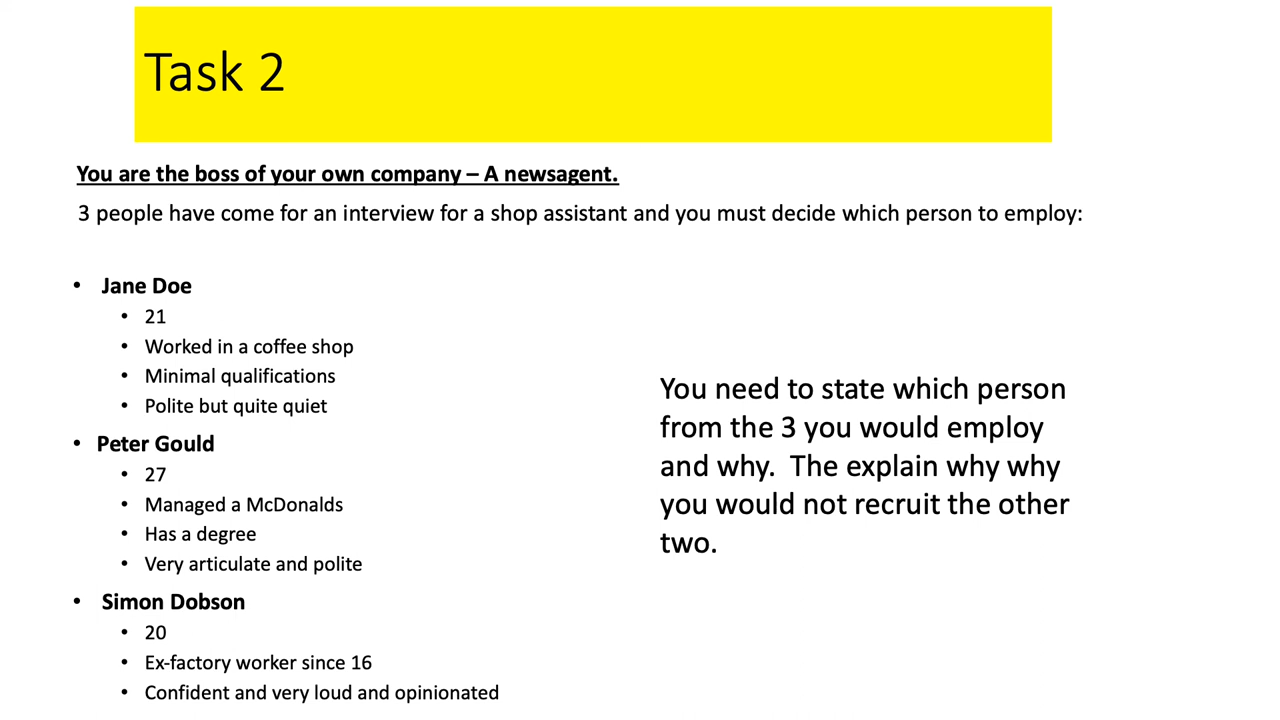 Task 2
You are the boss of your own company – A newsagent.
3 people have come for an interview for a shop assistant and you must decide which person to employ:
• Jane Doe
• 21
• Worked in a coffee shop
• Minimal qualifications
• Polite but quite quiet
• Peter Gould
• 27
• Managed a McDonalds
• Has a degree
• Very articulate and polite
• Simon Dobson
• 20
• Ex-factory worker since 16
• Confident and very loud and opinionated
You need to state which person
from the 3 you would employ
and why.  The explain why why
you would not recruit the other
two.